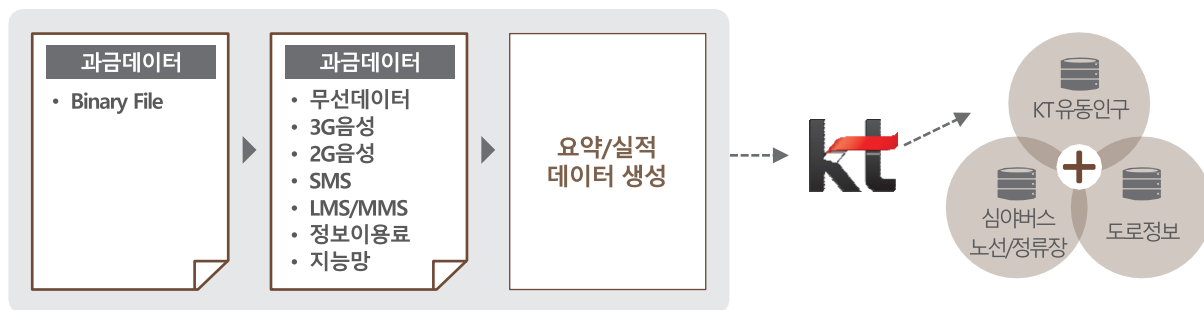 과금데이터
• Binary File
과금데이터
• 무선데이터
• 3G음성
• 2G음성
• SMS
• LMS/MMS
• 정보이용료
• 지능망
요약/실적
데이터 생성
kt
KT 유동인구
심야버스
노선/정류장
도로정보